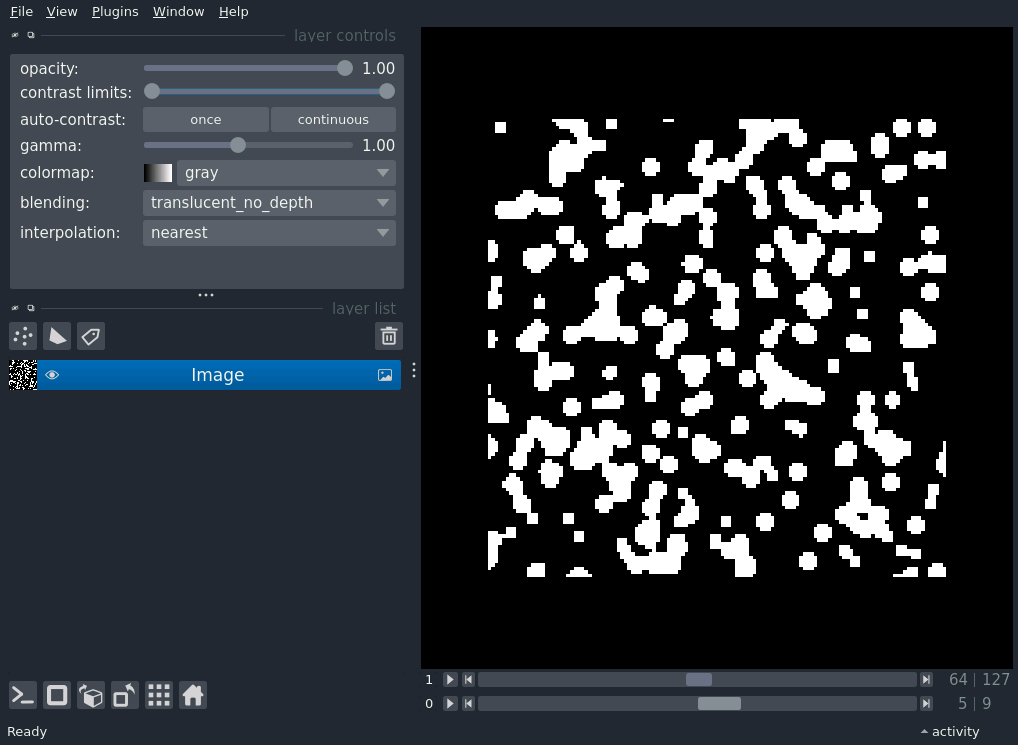 File View Plugins Window Help
layer controls
opacity: 1.00
contrast limits:
auto-contrast: once continuous
gamma: 1.00
colormap: gray
blending: translucent_no_depth
interpolation: nearest
layer list
Image
1 64 | 127
0 5 | 9
Ready activity